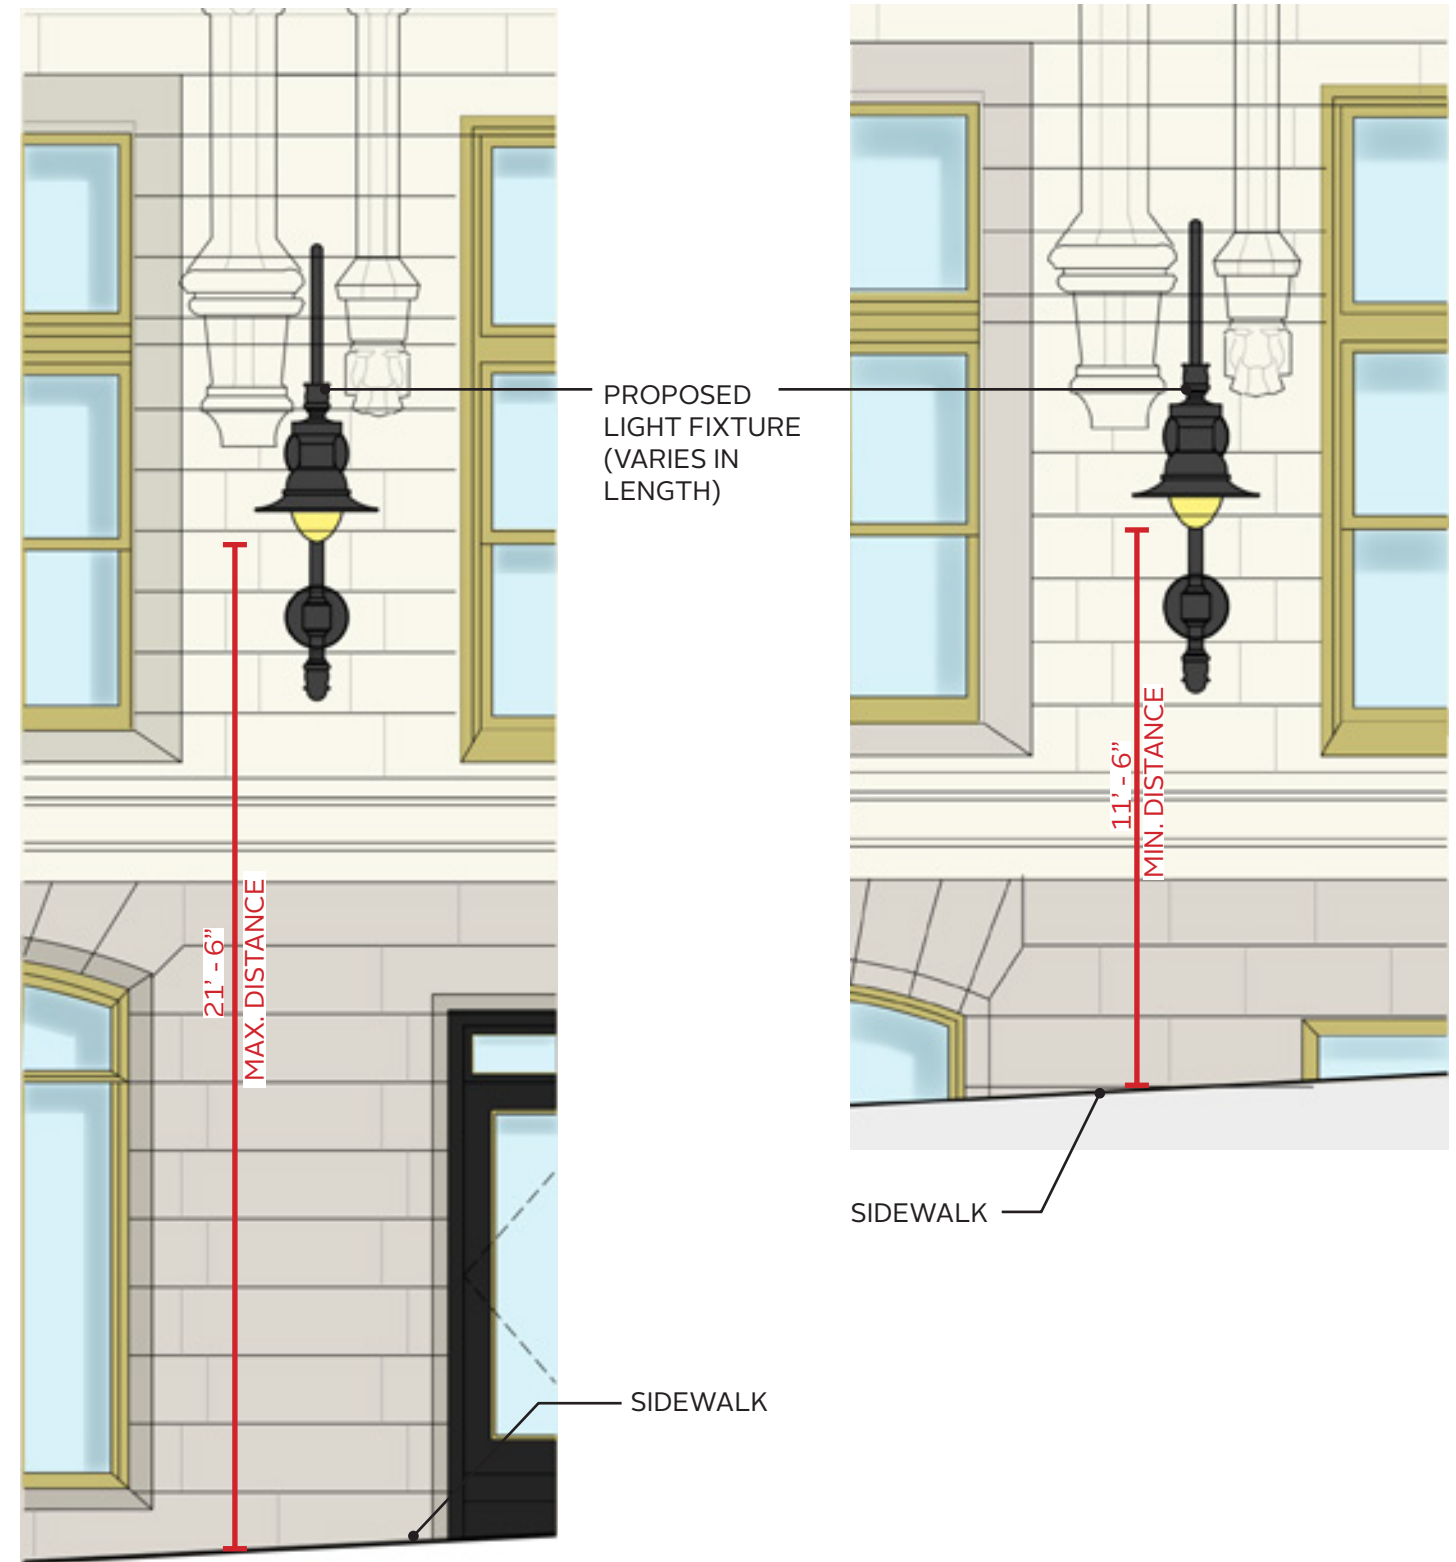 PROPOSED
LIGHT FIXTURE
(VARIES IN
LENGTH)
21’ - 6”
MAX. DISTANCE
11’ - 6”
MIN. DISTANCE
SIDEWALK
SIDEWALK